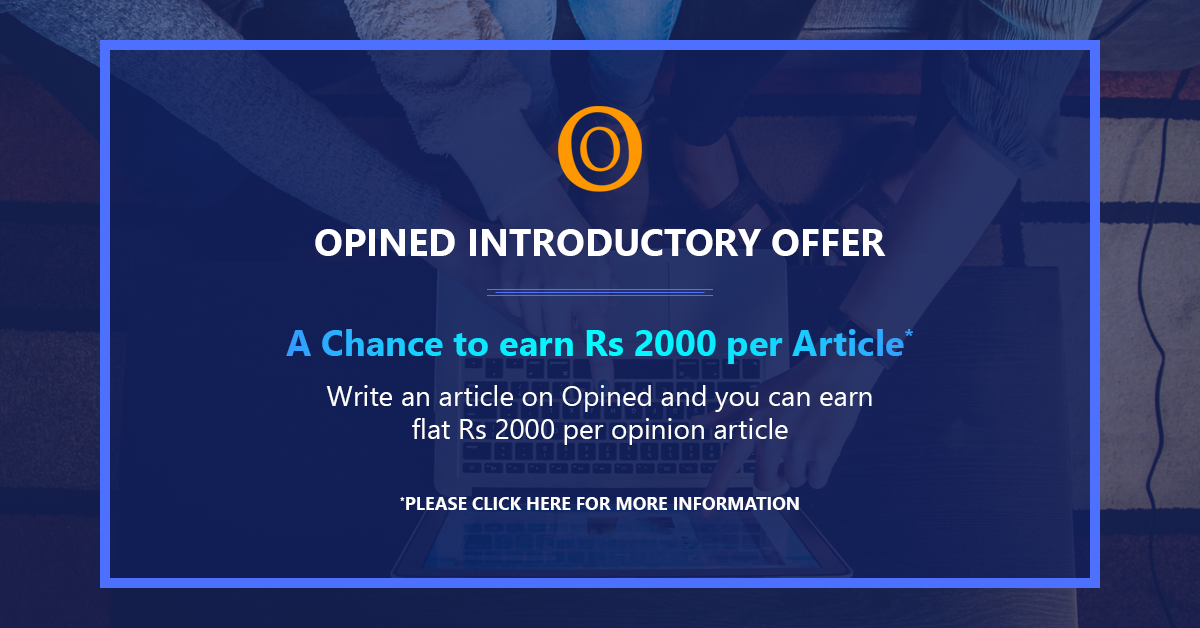 OPINED INTRODUCTORY OFFER
A Chance to earn Rs 2000 per Article*
Write an article on Opined and you can earn
flat Rs 2000 per opinion article
*PLEASE CLICK HERE FOR MORE INFORMATION